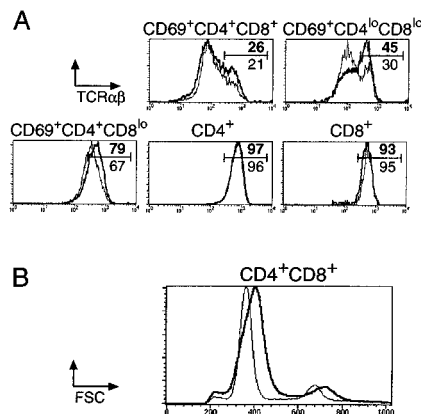 A
CD69+CD4+CD8+
CD69+CD4loCD8lo
26
21
45
30
TCRαβ
CD69+CD4+CD8lo
CD4+
CD8+
79
67
97
96
93
95
B
CD4+CD8+
FSC
0 200 400 600 800 1000